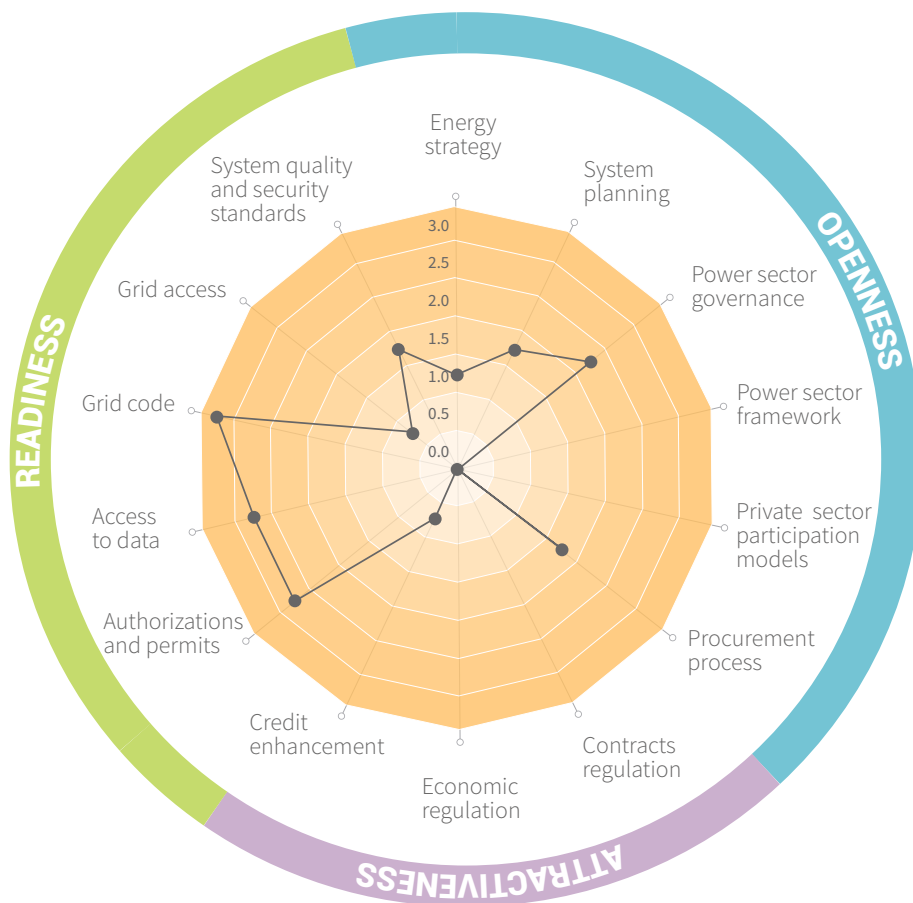 Energy
strategy
System
planning
Power sector
governance
Power sector
framework
Private sector
participation
models
Procurement
process
Contracts
regulation
Economic
regulation
Credit
enhancement
Authorizations
and permits
Access
to data
Grid code
Grid access
System quality
and security
standards
3.0
2.5
2.0
1.5
1.0
0.5
0.0
OPENNESS
ATTRACTIVENESS
READINESS